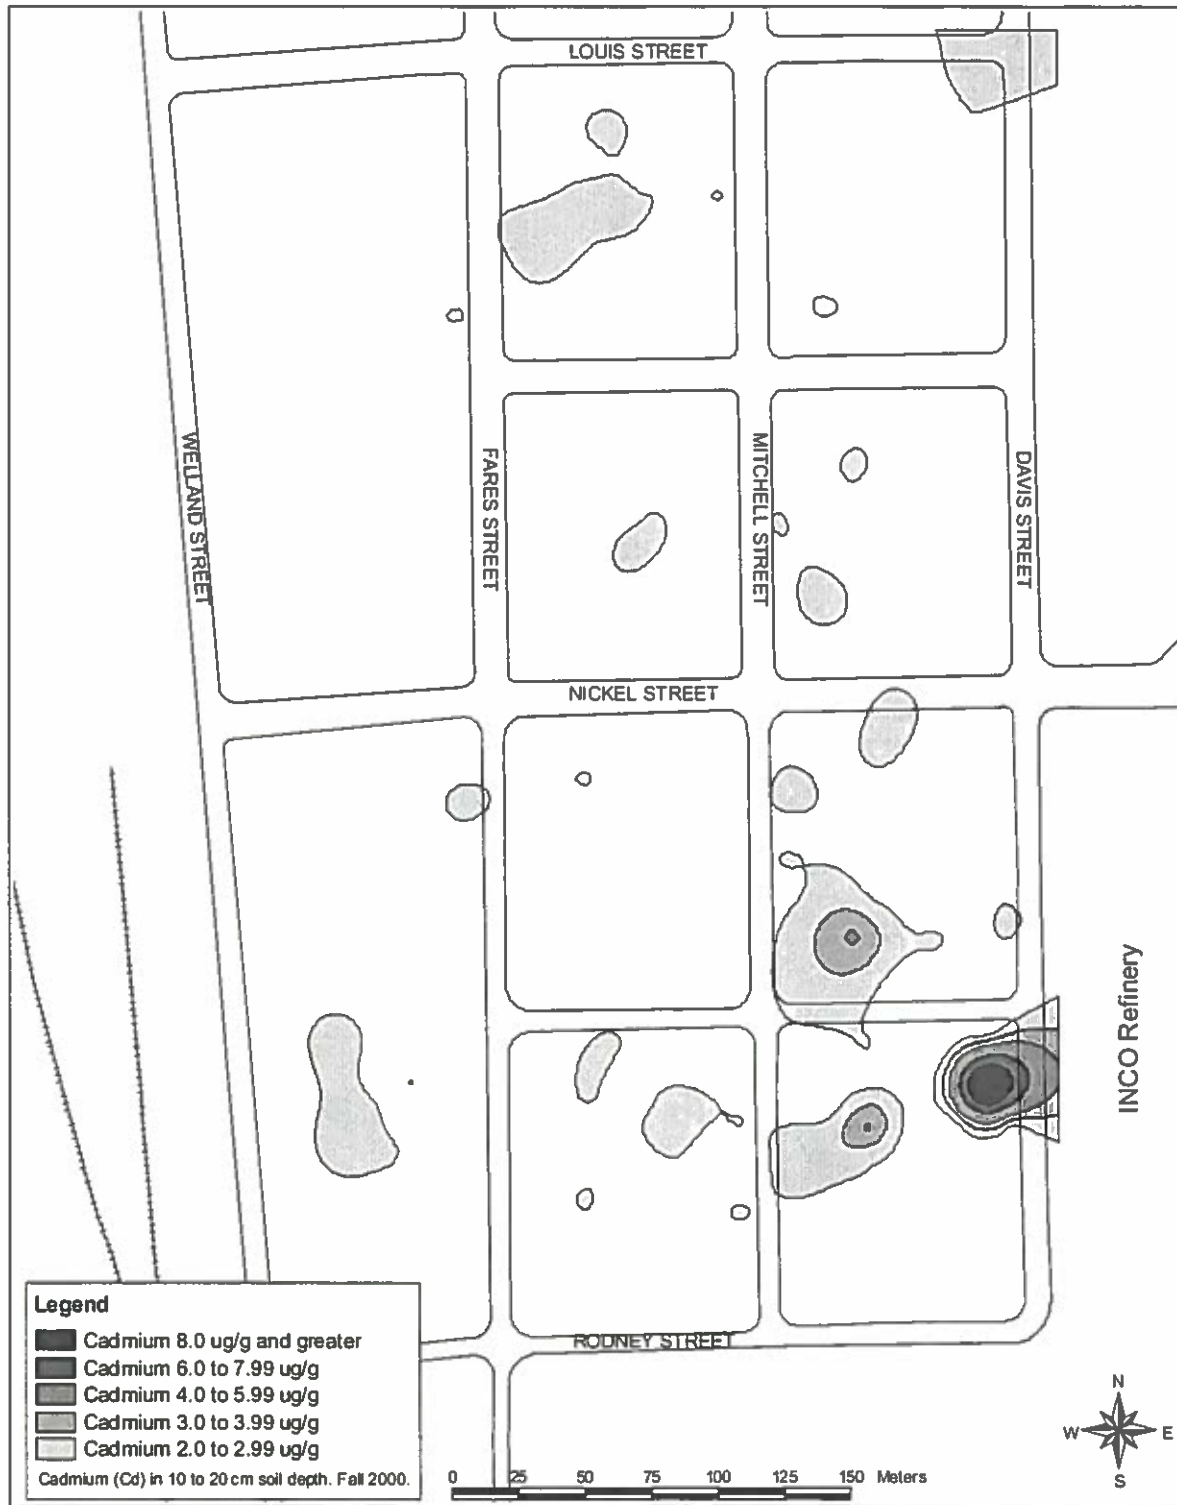 LOUIS STREET
WELLAND STREET
FARES STREET
MITCHELL STREET
DAVIS STREET
NICKEL STREET
INCO Refinery
RODNEY STREET
Legend
Cadmium 8.0 ug/g and greater
Cadmium 6.0 to 7.99 ug/g
Cadmium 4.0 to 5.99 ug/g
Cadmium 3.0 to 3.99 ug/g
Cadmium 2.0 to 2.99 ug/g
Cadmium (Cd) in 10 to 20 cm soil depth. Fall 2000.
0 25 50 75 100 125 150 Meters
N
W E
S